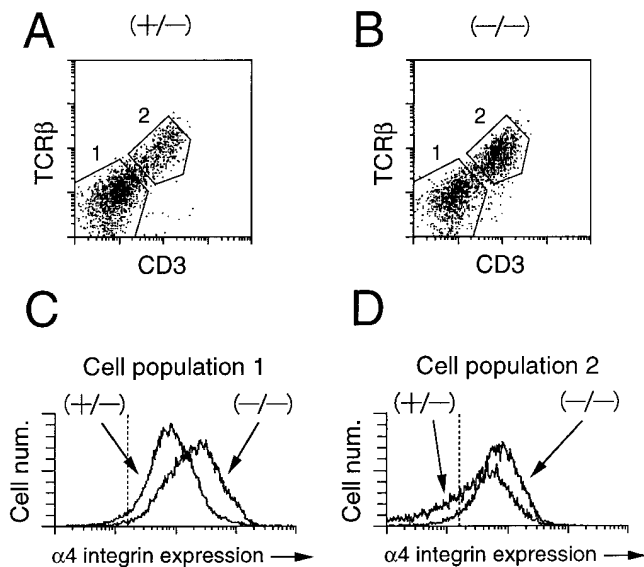 A
(+/−)
B
(−/−)
TCRβ
1
2
CD3
TCRβ
1
2
CD3
C
Cell population 1
(+/−)
(−/−)
Cell num.
α4 integrin expression
D
Cell population 2
(+/−)
(−/−)
Cell num.
α4 integrin expression